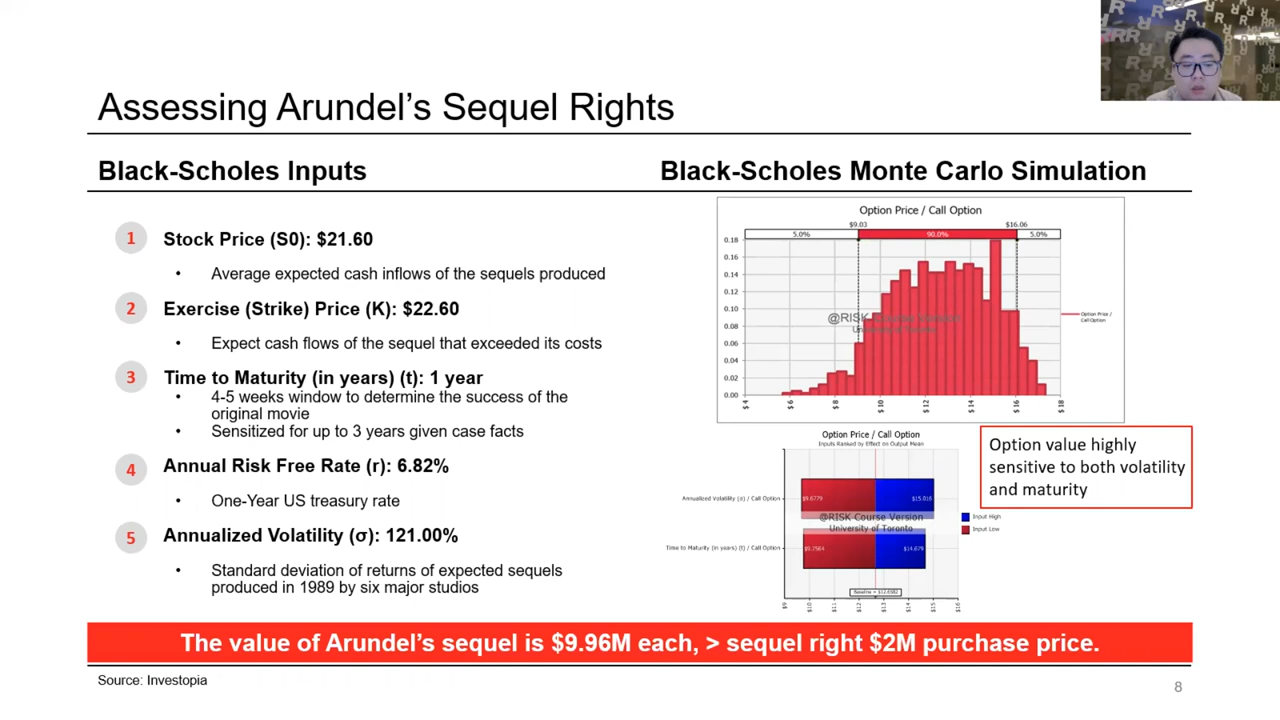 Assessing Arundel's Sequel Rights
Black-Scholes Inputs
1
Stock Price (S0): $21.60
• Average expected cash inflows of the sequels produced
2
Exercise (Strike) Price (K): $22.60
• Expect cash flows of the sequel that exceeded its costs
3
Time to Maturity (in years) (t): 1 year
• 4-5 weeks window to determine the success of the
original movie
• Sensitized for up to 3 years given case facts
4
Annual Risk Free Rate (r): 6.82%
• One-Year US treasury rate
5
Annualized Volatility (σ): 121.00%
• Standard deviation of returns of expected sequels
produced in 1989 by six major studios
Black-Scholes Monte Carlo Simulation
Option Price / Call Option
$9.03 $16.06
5.0% 90.0% 5.0%
0.18
0.16
0.14
0.12
0.10
0.08
0.06
0.04
0.02
0.00
$4 $6 $8 $10 $12 $14 $16 $18
@RISK Course Version
Option Price /
Call Option
Option Price / Call Option
Inputs Ranked by Effect on Output Mean
Annualized Volatility (σ) / Call Option
$9.6779 $15.016
@RISK Course Version
University of Toronto
Time to Maturity (in years) (t) / Call Option
$14.679
Input High
Input Low
$9 $10 $11 $12 $13 $14 $15 $16
Option value highly
sensitive to both volatility
and maturity
The value of Arundel's sequel is $9.96M each, > sequel right $2M purchase price.
Source: Investopia
8